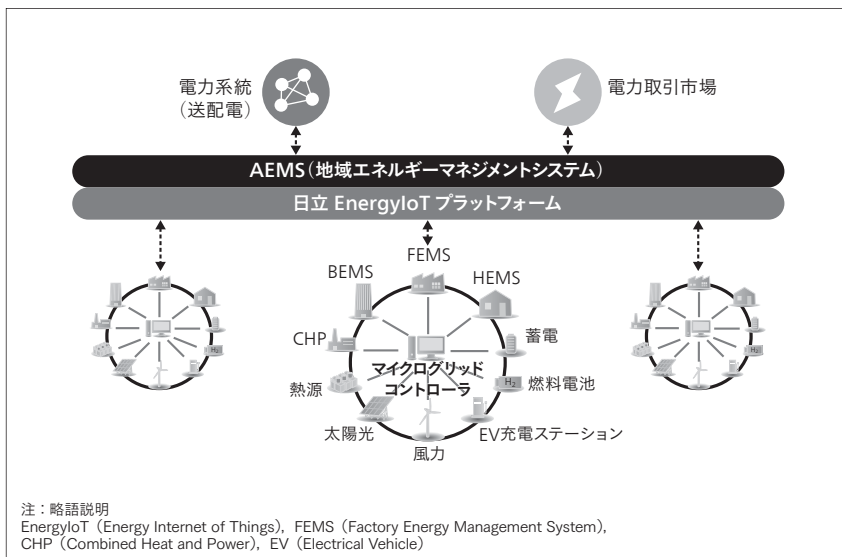 電力系統
（送配電）
電力取引市場
AEMS（地域エネルギーマネジメントシステム）
日立 EnergyIoT プラットフォーム
FEMS
BEMS
HEMS
CHP
蓄電
マイクログリッド
コントローラ
熱源
H₂
燃料電池
太陽光
EV充電ステーション
風力
H₂
H₂
注：略語説明
EnergyIoT（Energy Internet of Things），FEMS（Factory Energy Management System），
CHP（Combined Heat and Power），EV（Electrical Vehicle）